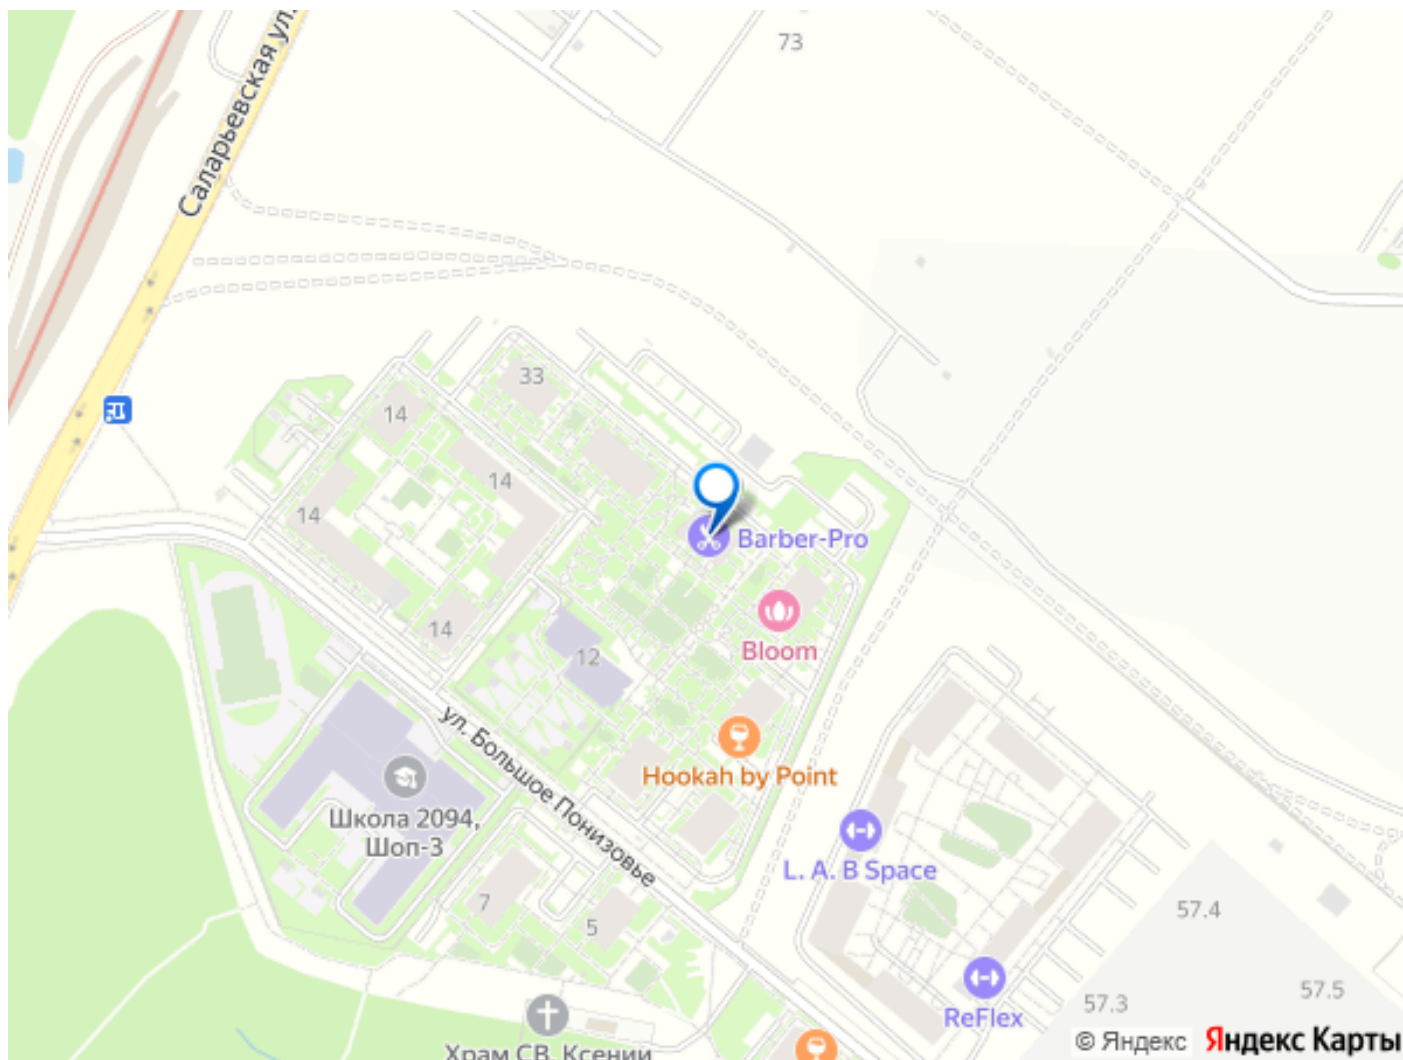 73
Саларьевская ул.
33
14
14
14
Barber-Pro
14
12
Bloom
ул. Большое Понизовье
Hookah by Point
Школа 2094,
Шоп-3
L. A. B Space
7
5
57.4
57.5
57.3
ReFlex
Храм СВ. Ксении
© Яндекс Яндекс Карты